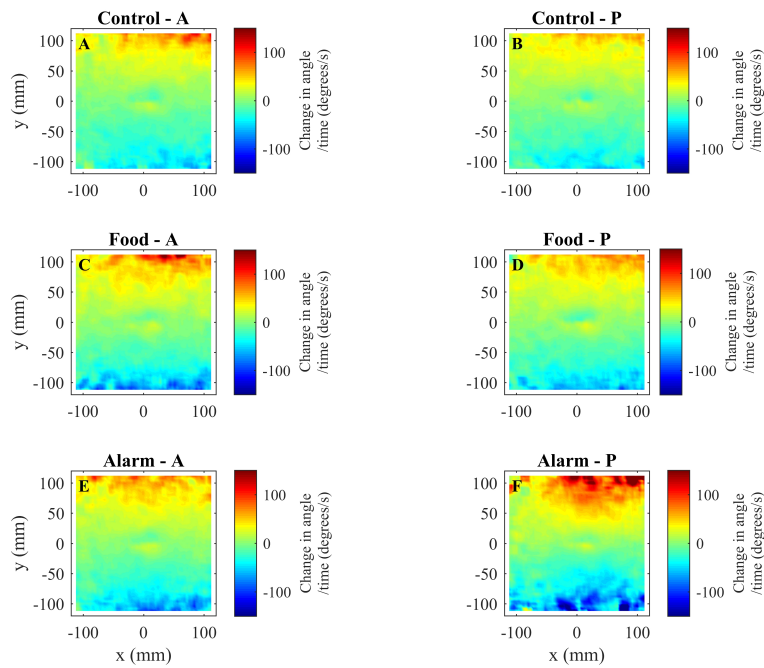 Control - A
Control - P
A
100
50
0
-50
-100
y (mm)
-100
0
100
100
0
-100
Change in angle
/time (degrees/s)
B
100
50
0
-50
-100
-100
0
100
100
0
-100
Change in angle
/time (degrees/s)
Food - A
Food - P
C
100
50
0
-50
-100
y (mm)
-100
0
100
100
0
-100
Change in angle
/time (degrees/s)
D
100
50
0
-50
-100
-100
0
100
100
0
-100
Change in angle
/time (degrees/s)
Alarm - A
Alarm - P
E
100
50
0
-50
-100
y (mm)
-100
0
100
x (mm)
100
0
-100
Change in angle
/time (degrees/s)
F
100
50
0
-50
-100
-100
0
100
x (mm)
100
0
-100
Change in angle
/time (degrees/s)